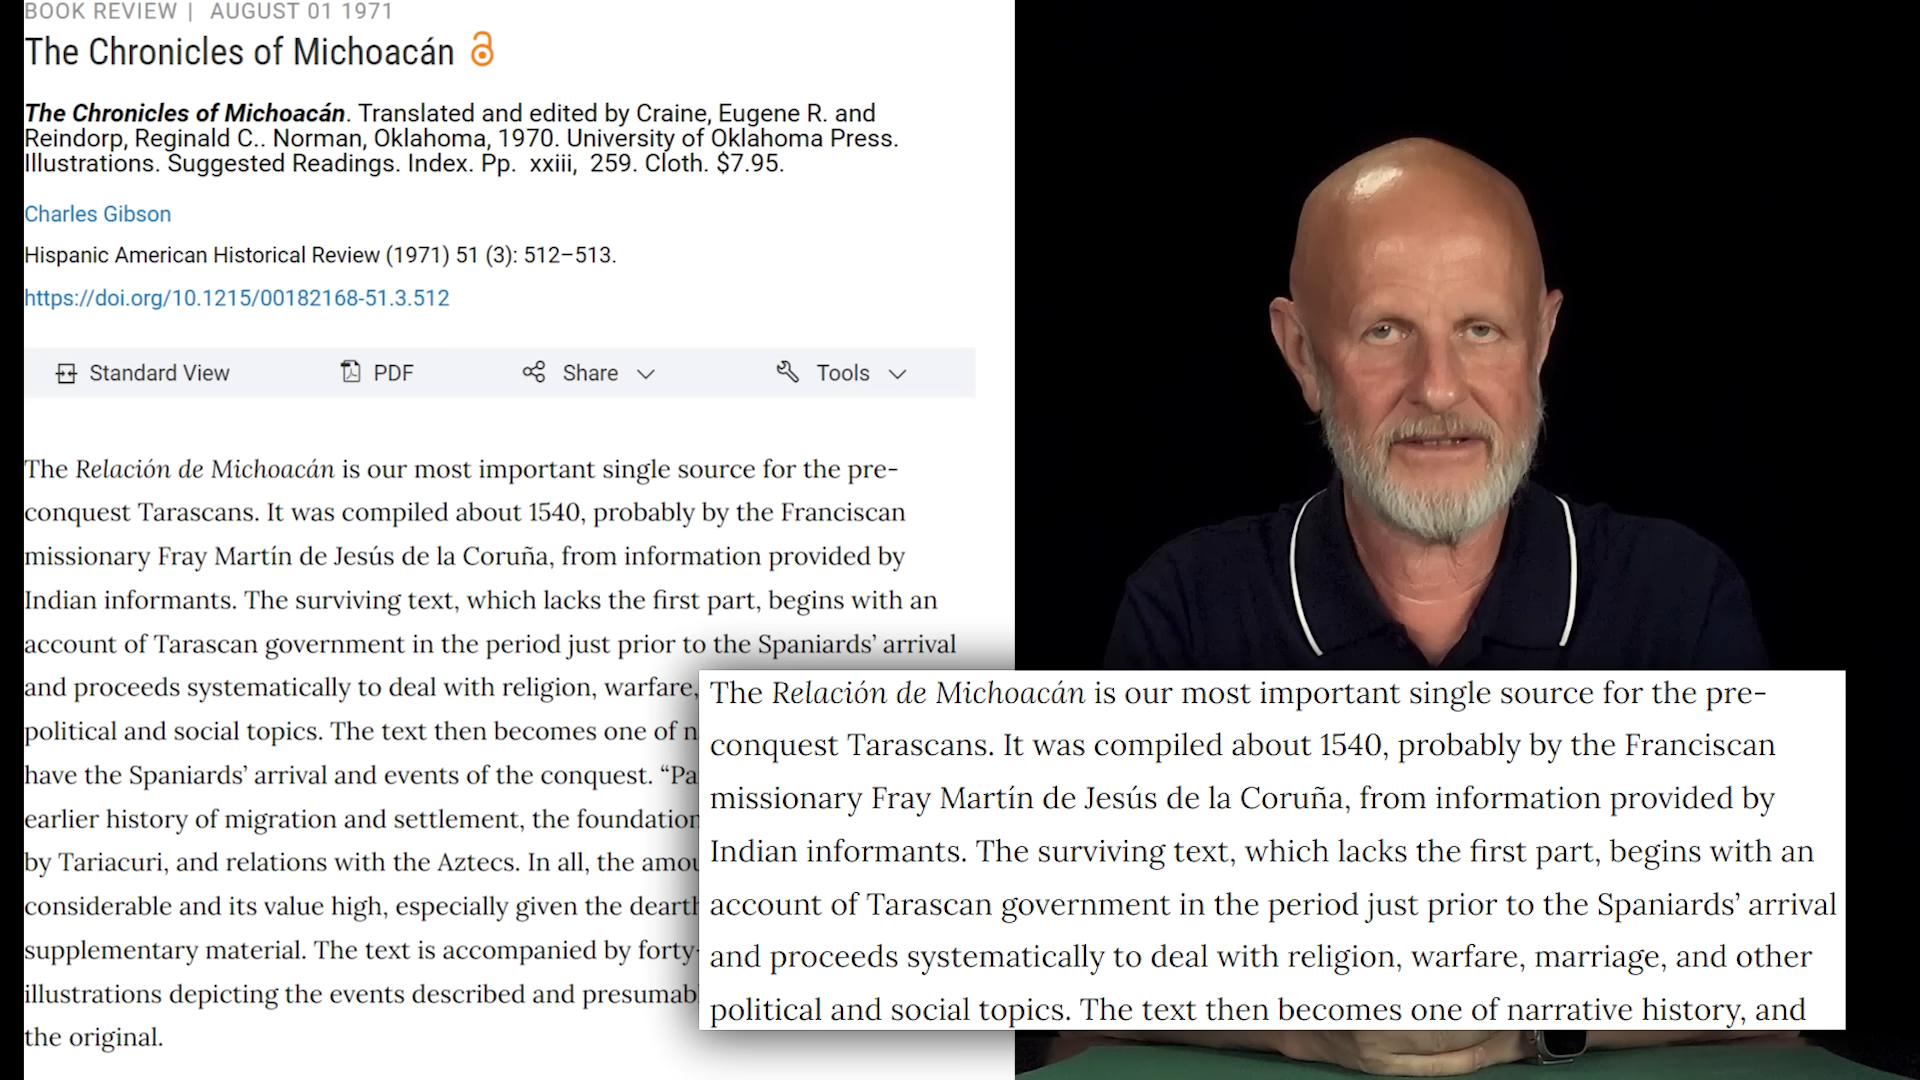 BOOK REVIEW | AUGUST 01 1971
The Chronicles of Michoacán
The Chronicles of Michoacán. Translated and edited by Craine, Eugene R. and
Reindorp, Reginald C.. Norman, Oklahoma, 1970. University of Oklahoma Press.
Illustrations. Suggested Readings. Index. Pp. xxiii, 259. Cloth. $7.95.
Charles Gibson
Hispanic American Historical Review (1971) 51 (3): 512–513.
https://doi.org/10.1215/00182168-51.3.512
Standard View PDF Share Tools
The Relación de Michoacán is our most important single source for the pre-
conquest Tarascans. It was compiled about 1540, probably by the Franciscan
missionary Fray Martín de Jesús de la Coruña, from information provided by
Indian informants. The surviving text, which lacks the first part, begins with an
account of Tarascan government in the period just prior to the Spaniards’ arrival
and proceeds systematically to deal with religion, warfare,
political and social topics. The text then becomes one of
have the Spaniards’ arrival and events of the conquest.
earlier history of migration and settlement, the foundation
by Tariacuri, and relations with the Aztecs. In all, the
considerable and its value high, especially given the dearth
supplementary material. The text is accompanied by forty-
illustrations depicting the events described and
the original.
The Relación de Michoacán is our most important single source for the pre-
conquest Tarascans. It was compiled about 1540, probably by the Franciscan
missionary Fray Martín de Jesús de la Coruña, from information provided by
Indian informants. The surviving text, which lacks the first part, begins with an
account of Tarascan government in the period just prior to the Spaniards’ arrival
and proceeds systematically to deal with religion, warfare, marriage, and other
political and social topics. The text then becomes one of narrative history, and